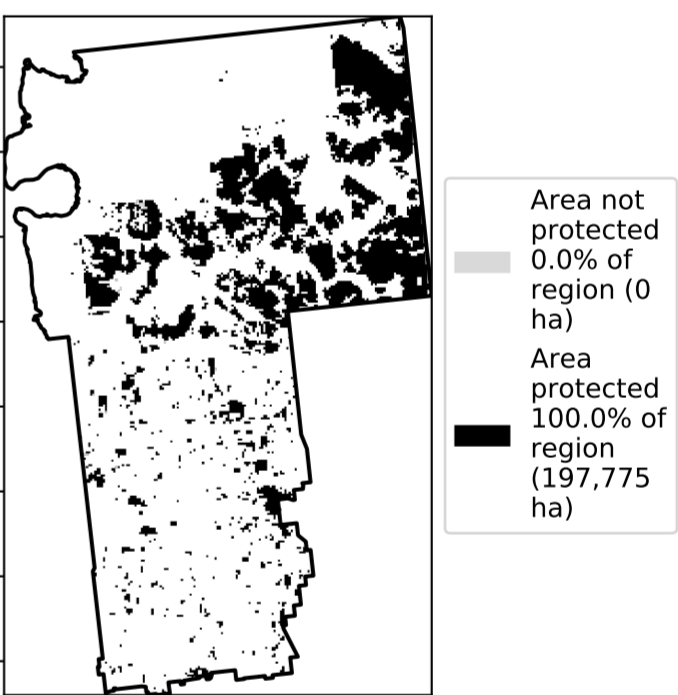 Area not
protected
0.0% of
region (0
ha)
Area
protected
100.0% of
region
(197,775
ha)